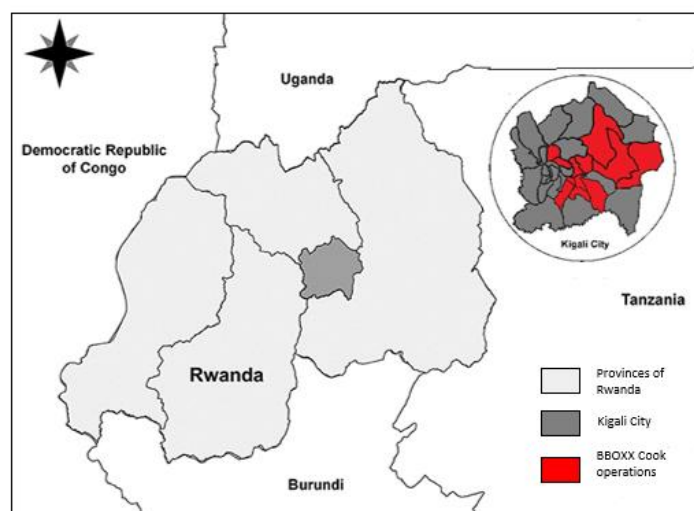 Uganda
Democratic Republic
of Congo
Kigali City
Tanzania
Rwanda
Provinces of
Rwanda
Kigali City
BBOXX Cook
operations
Burundi